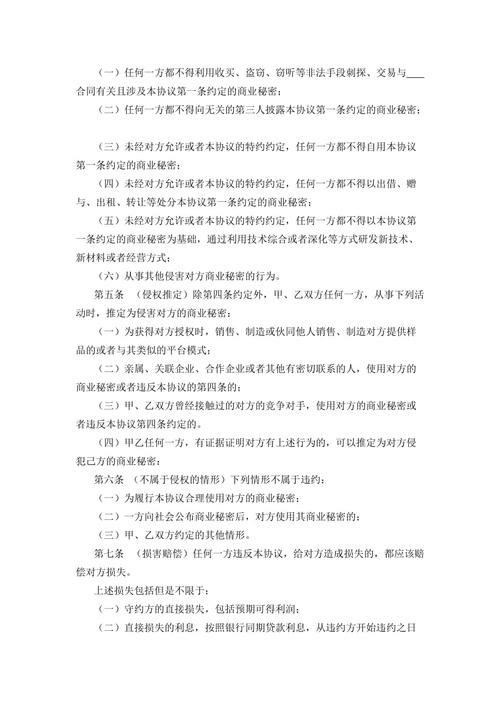 （一）任何一方都不得利用收买、盗窃、窃听等非法手段刺探、交易与____
合同有关且涉及本协议第一条约定的商业秘密；
（二）任何一方都不得向无关的第三人披露本协议第一条约定的商业秘密；
（三）未经对方允许或者本协议的特约约定，任何一方都不得自用本协议
第一条约定的商业秘密；
（四）未经对方允许或者本协议的特约约定，任何一方都不得以出借、赠
与、出租、转让等处分本协议第一条约定的商业秘密；
（五）未经对方允许或者本协议的特约约定，任何一方都不得以本协议第
一条约定的商业秘密为基础，通过利用技术综合或者深化等方式研发新技术、
新材料或者经营方式；
（六）从事其他侵害对方商业秘密的行为。
第五条 （侵权推定）除第四条约定外，甲、乙双方任何一方，从事下列活
动时，推定为侵害对方的商业秘密；
（一）为获得对方授权时，销售、制造或伙同他人销售、制造对方提供样
品的或者与其类似的平台模式；
（二）亲属、关联企业、合作企业或者其他有密切联系的人，使用对方的
商业秘密或者违反本协议的第四条的；
（三）甲、乙双方曾经接触过的对方的竞争对手，使用对方的商业秘密或
者违反本协议第四条约定的。
（四）甲乙任何一方，有证据证明对方有上述行为的，可以推定为对方侵
犯己方的商业秘密：
第六条 （不属于侵权的情形）下列情形不属于违约；
（一）为履行本协议合理使用对方的商业秘密；
（二）一方向社会公布商业秘密后，对方使用其商业秘密的；
（三）甲、乙双方约定的其他情形。
第七条 （损害赔偿）任何一方违反本协议，给对方造成损失的，都应该赔
偿对方损失。
上述损失包括但是不限于；
（一）守约方的直接损失，包括预期可得利润；
（二）直接损失的利息，按照银行同期贷款利息，从违约方开始违约之日